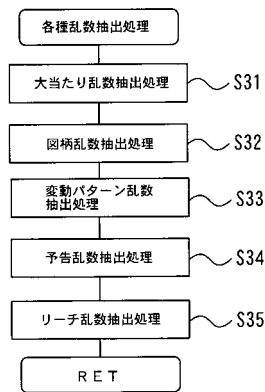 各種乱数抽出処理
大当たり乱数抽出処理
S31
図柄乱数抽出処理
S32
変動パターン乱数
抽出処理
S33
予告乱数抽出処理
S34
リーチ乱数抽出処理
S35
RET